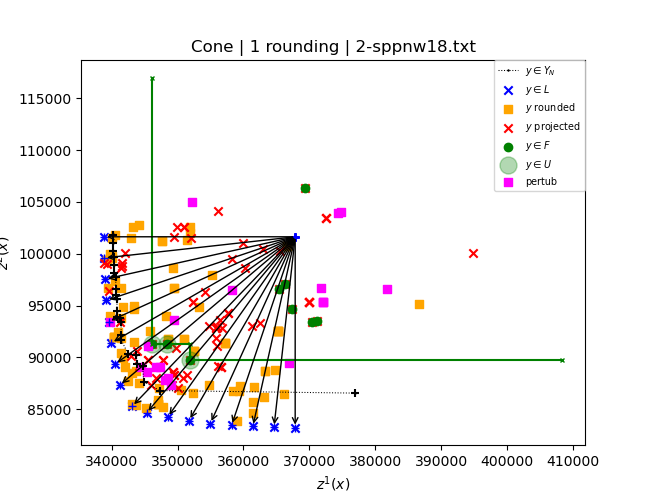 Cone | 1 rounding | 2-sppnw18.txt
115000
110000
105000
100000
95000
90000
85000
z²(x)
340000 350000 360000 370000 380000 390000 400000 410000
z¹(x)
y ∈ Y_N
y ∈ L
y rounded
y projected
y ∈ F
y ∈ U
pertub